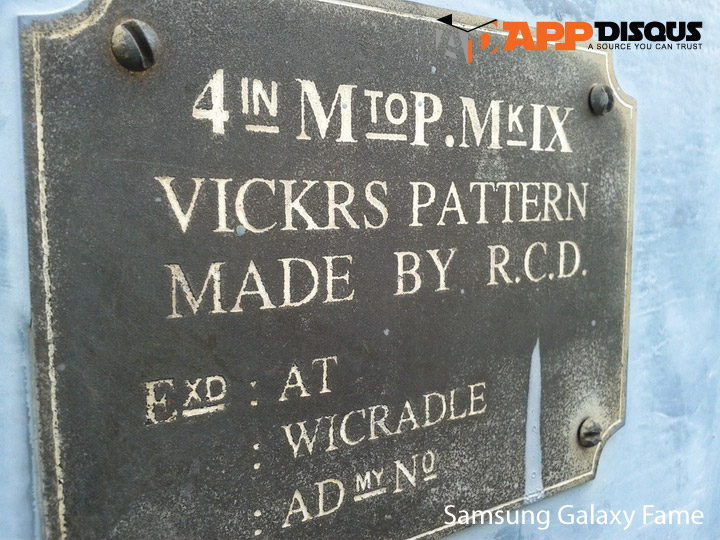 APPDISQUS
A SOURCE YOU CAN TRUST
4 IN M TO P. MK IX
VICKRS PATTERN
MADE BY R.C.D.
EXD : AT
: WICRADLE
: AD MY NO
Samsung Galaxy Fame